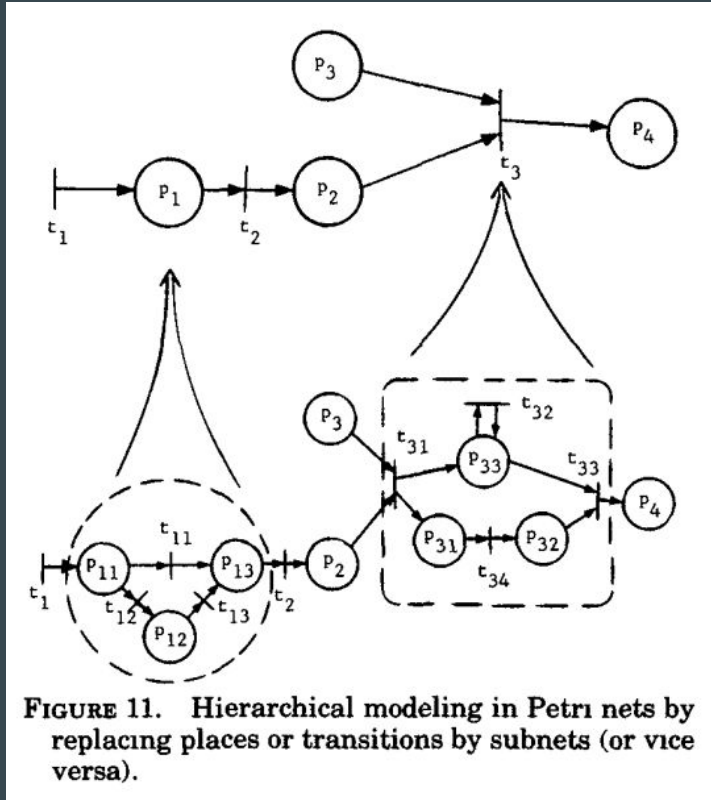 p3
p4
p1
p2
t3
t1
t2
p3
t32
t31
p33
t33
p4
t11
p11
p13
p31
p32
p2
t1
t12
t13
t2
t34
p12
FIGURE 11. Hierarchical modeling in Petri nets by
replacing places or transitions by subnets (or vice
versa).